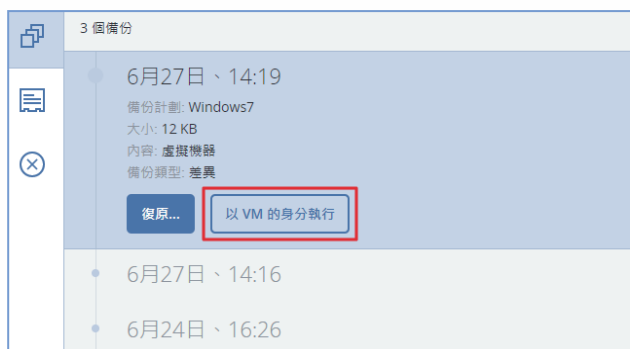 3 個備份
6月27日、14:19
備份計劃: Windows7
大小: 12 KB
內容: 虛擬機器
備份類型: 差異
復原... 以 VM 的身分執行
6月27日、14:16
6月24日、16:26